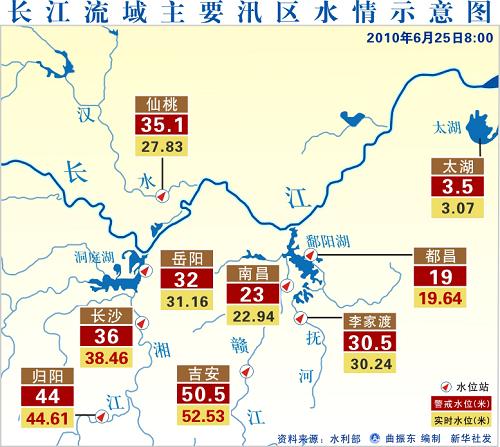 长江流域主要汛区水情示意图
2010年6月25日8:00
汉
水
长
江
仙桃
35.1
27.83
太湖
太湖
3.5
3.07
洞庭湖
岳阳
32
31.16
南昌
23
22.94
鄱阳湖
都昌
19
19.64
长沙
36
38.46
湘
江
赣
江
抚
河
李家渡
30.5
30.24
归阳
44
44.61
吉安
50.5
52.53
水位站
警戒水位(米)
实时水位(米)
资料来源：水利部 曲振东 编制 新华社发